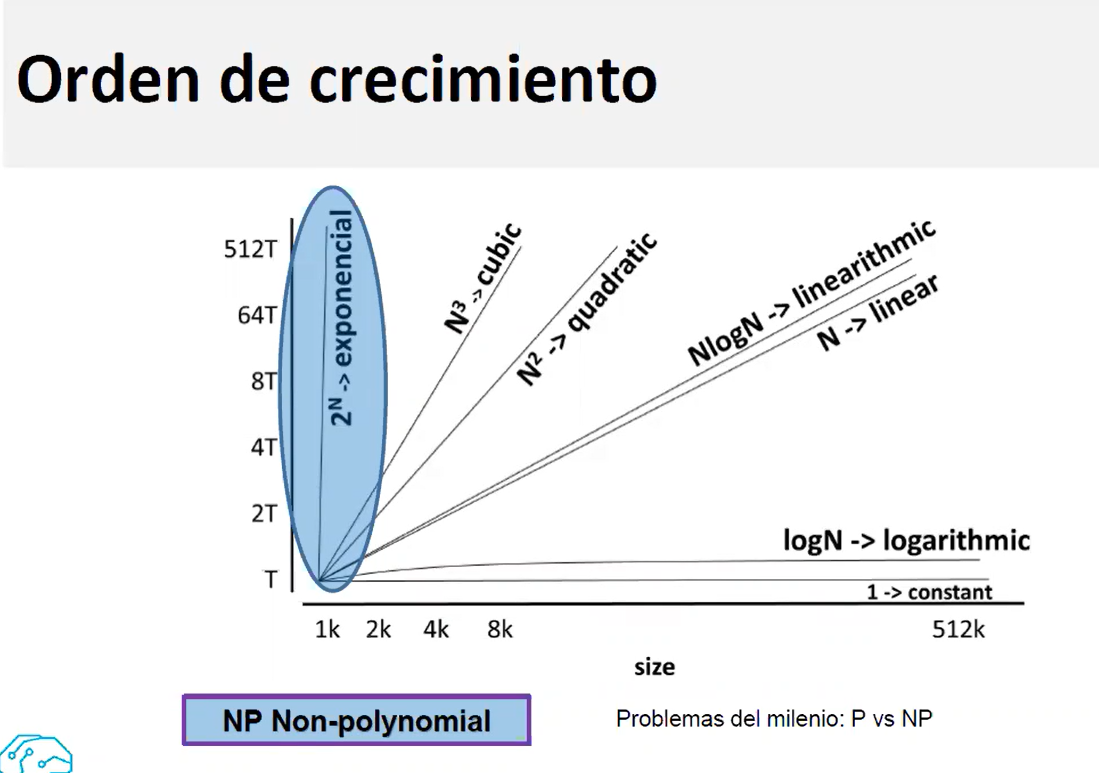 Orden de crecimiento
512T
64T
8T
4T
2T
T
2ᴺ -> exponencial
N³ -> cubic
N² -> quadratic
NlogN -> linearithmic
N -> linear
logN -> logarithmic
1 -> constant
1k 2k 4k 8k 512k
size
NP Non-polynomial
Problemas del milenio: P vs NP